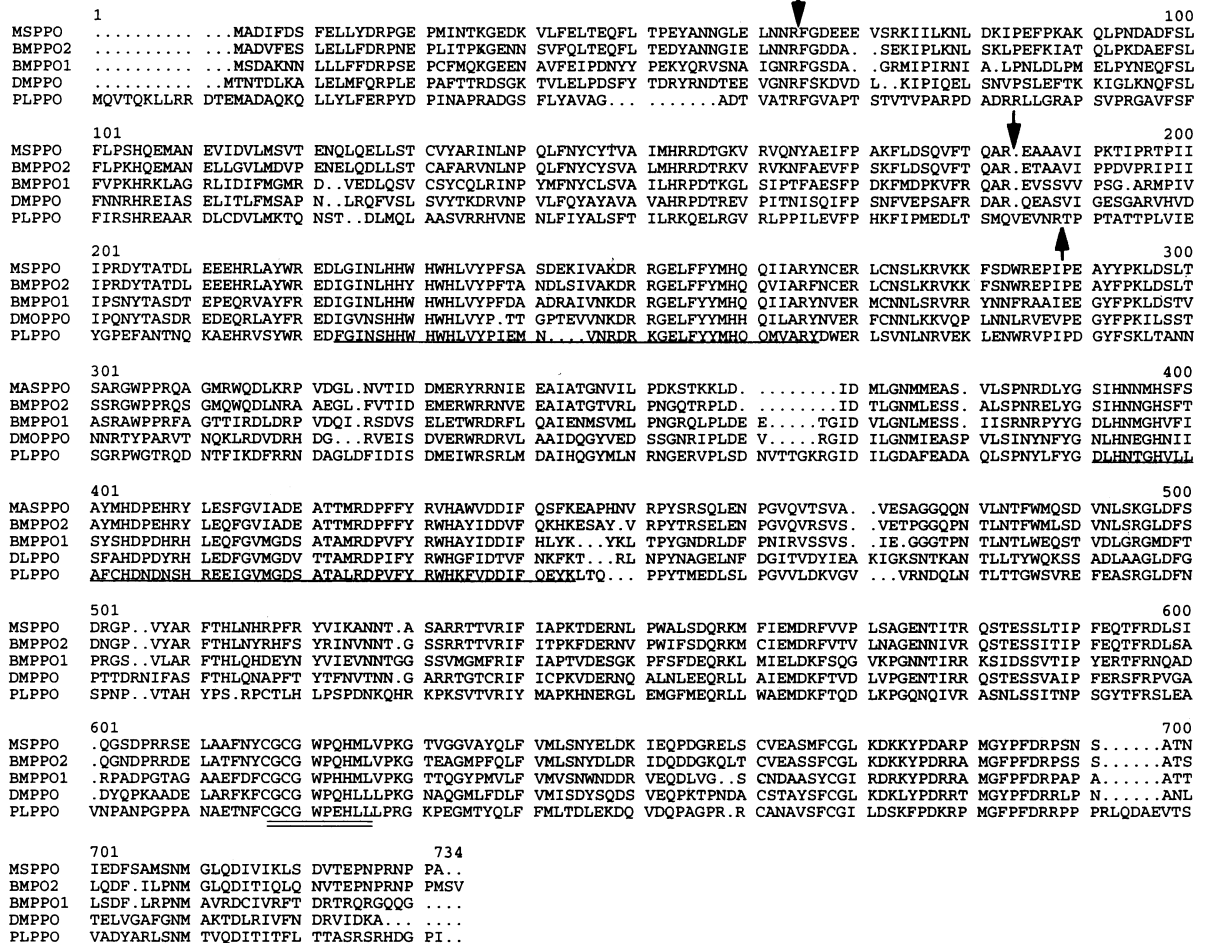 1 100
MSPPO .......... ...MADIFDS FELLYDRPGE PMINTKGEDK VLFELTEQFL TPEYANNGLE LNNRFGDEEE VSRKIILKNL DKIPEFPKAK QLPNDADFSL
BMPPO2 .......... ...MADVFES LELLFDRPNE PLITPKGENN SVFQLTEQFL TEDYANNGIE LNNRFGDDA. .SEKIPLKNL SKLPEFKIAT QLPKDADFSL
BMPPO1 .......... ...MSDAKNN LLLFFDRPSE PCFMQKGEEN AVFEIPDNYY PEKYQRVSNA IGNRFGSDA. .GRMIPIRNI A.LPNLDLPM ELPYNEQFSL
DMPPO .......... ..MTNTDLKA LELMFQRPLE PAFTTRDSGK TVLELPDSFY TDRYRNDTEE VGNRFSKDVD L.KIPIQELS NVPSLEFTKK IGLKNQFSL
PLPPO MQVTQKLLRR DTEMADAQKQ LLYLFERPYD PINAPRADGS FLYAVAG... .......ADT VATRFGVAPT STVTVPARPD ADRRLLGRAP SVPRGAVFSF
101 200
MSPPO FLPSHQEMAN EVIDVLMSVT ENQLQELLST CVYARINLNP QLFNYCYTVA IMHRRDTGKV RVQNYAEIFP AKFLDSQVFT QAR.EAAAVI PKTIPRTPII
BMPPO2 FLPKHQEMAN ELLGVLMDVP ENELQDLLST CAFARVNLNP QLFNYCYSVA LMHRRDTRKV RVKNFAEVFP SKFLDSQVFT QAR.ETAAVI PPDVPRIPII
BMPPO1 FVPKHRKLAG RLIDIFMGMR D..VEDLQSV CSYCQLRINP YMFNYCLSVA ILHRPDTKGL SIPTFAESFP DKFMDPKVFR QAR.EVSSVV PSG.ARMPIV
DMPPO FNNRHREIAS ELITLFMSAP N..LRQFVSL SVYTKDRVNP VLFQYAYAVA VAHRPDTREV PITNISQIFP SNFVEPSAFR DAR.QEASVI GESGARVHVD
PLPPO FIRSHREAAR DLCDVLMKTQ NST..DLMQL AASVRRHVNE NLFIYALSFT ILRKQELRGV RLPPILEVFP HKFIPMEDLT SMQVEVNRTP PTATTPLVIE
201 300
MSPPO IPRDYTATDL EEEHRLAYWR EDLGINLHHW HWHLVYPFSA SDEKIVAKDR RGELFFYMHQ QIIARYNCER LCNSLKRVKK FSDWREPIPE AYYPKLDSLT
BMPPO2 IPRDYTATDL EEEHRLAYWR EDLGINLHHW HWHLVYPFTA NDLSIVAKDR RGELFFYMHQ QVIARFNCER LCNSLKRVKK FSNWREPIPE AYYPKLDSLT
BMPPO1 IPSNYTASDT EPEQRVAYFR EDIGINLHHW HWHLVYPFDA ADRAIVNKDR RGELFYYMHQ QIIARYNVER MCNNLSRVRR YNNFRAAIEE GYFPKLDSTV
DMOPPO IPQNYTASDR EDEQRLAYFR EDIGVNSHHW HWHLVYP.TT GPTEVVNKDR RGELFYYMHH QILARYNVER FCNNLKKVQP LNNLRVEVPE GYFPKILSST
PLPPO YGPEFANTNQ KAEHRVSYWR EDFGINSHHW HWHLVYPIEM N....VNRDR KGELFYYMHQ QMVARYDWER LSVNLNRVEK LENWRVPIPD GYFSKLTANN
301 400
MASPPO SARGWPPRQA GMRWQDLKRP VDGL.NVTID DMERYRRNIE EAIATGNVIL PDKSTKKLD. .......ID MLGNMMEAS. VLSPNRDLYG SIHNNMHSFS
BMPPO2 SSRGWPPRQS GMQWQDLNRA AEGL.FVTID EMERWRRNVE EAIATGTVRL PNGQTRPLD. .......ID TLGNMLESS. ALSPNRELYG SIHNNGHSFT
BMPPO1 ASRAWPPRFA GTTIRDLDRP VDQI.RSDVS ELETWRDRFL QAIENMSVML PNGRQLPLDE E....TGID VLGNLMESS. IISRNRPYYG DLHNMGHVFI
DMOPPO NNRTYPARVT NQKLRDVDRH DG..RVEIS DVERWRDRVL AAIDQGYVED SSGNRIPLDE V....RGID ILGNMIEASP VLSINYNFYG NLHNEGHNII
PLPPO SGRPWGTRQD NTFIKDFRRN DAGLDFIDIS DMEIWRSRLM DAIHQGYMLN RNGERVPLSD NVTTGKRGID ILGDAFEADA QLSPNYLFYG DLHNTGHVLL
401 500
MASPPO AYMHDPEHRY LESFGVIADE ATTMRDPFFY RVHAWVDDIF QSFKEAPHNV RPYSRSQLEN PGVQVTSVA. .VESAGGQQN VLNTFWMQSD VNLSKGLDFS
BMPPO2 AYMHDPEHRY LEQFGVIADE ATTMRDPFFY RWHAYIDDVF QKHKESAY.V RPYTRSELEN PGVQVRSVS. .VETPGGQPN TLNTFWMLSD VNLSRGLDFS
BMPPO1 SYSHDPDHRH LEQFGVMGDS ATAMRDPVFY RWHAYIDDIF HLYK...YKL TPYGNDRLDF PNIRVSSVS. .IE.GGGTPN TLNTLWEQST VDLGRGMDFT
DLPPO SFAHDPDYRH LEDFGVMGDV TTAMRDPIFY RWHGFIDTVF NKFKT...RL NPYNAGELNF DGITVDYIEA KIGKSNTKAN TLLTYWQKSS ADLAAGLDFG
PLPPO AFCHDNDNSH REEIGVMGDS ATALRDPVFY RWHKFVDDIF QEYKLTQ... PPYTMEDLSL PGVVLDKVGV ...VRNDQLN TLTTGWSVRE FEASRGLDFN
501 600
MSPPO DRGP..VYAR FTHLNHRPFR YVIKANNT.A SARRTTVRIF IAPKTDERNL PWALSDQRKM FIEMDRFVVP LSAGENTITR QSTESSLTIP FEQTFRDLSI
BMPPO2 DNGP..VYAR FTHLNYRHFS YRINVNNT.G SSRRTTVRIF ITPKFDERNV PWIFSDQRKM CIEMDRFVTV LNAGENNIVR QSTESSVTIP FEQTFRDLSA
BMPPO1 PRGS..VLAR FTHLQHDEYN YVIEVNNTGG SSVMGMFRIF IAPTVDESGK PFSFDEQRKL MIELDKFSQG VKPGNNTIRR KSIDSSVTIP YERTFRNQAD
DMPPO PTTDRNIFAS FTHLQNAPFT YTFNVTNN.G ARRTGTCRIF ICPKVDERNQ ALNLEEQRLL AIEMDKFTVD LVPGENTIRR QSTESSVAIP FERSFRPVGA
PLPPO SPNP..VTAH YPS.RPCTLH LPSPDNKQHR KPKSVTVRIY MAPKHNERGL EMGFMEQRLL WAEMDKFTQD LKPGQNQIVR ASNLSSITNP SGYTFRSLEA
601 700
MSPPO .QGSDPRRSE LAAFNYCGCG WPQHMLVPKG TVGGVAYQLF VMLSNYELDK IEQPDGRELS CVEASMFCGL KDKKYPDARP MGYPFDRPSN S......ATN
BMPPO2 .QGNDPRRDE LATFNYCGCG WPQHMLVPKG TEAGMPFQLF VMLSNYDLDR IDQDDGKQLT CVEASSFCGL KDKKYPDRRA MGYPFDRPSS S......ATS
BMPPO1 RPADPGTAGA GAAEFDFCGCG WPHHMLVPKG TTQGYPMVLF VMVSNWNDDR VEQDLVG..S CNDAASYCGI RDRKYPDRRA MGFPFDRPAP A......ATT
DMPPO .DYQPKAADE LARFKFCGCG WPQHLLLPKG NAQGMLFDLF VMISDYSQDS VEQPKTPNDA CSTAYSFCGL KDKLYPDRRT MGYPFDRRLP N......ANL
PLPPO VNPANPGPPA NAETNFCGCG WPEHLLLPRG KPEGMTYQLF FMLTDLEKDQ VDQPAGPR.R CANAVSFCGI LDSKFPDKRP MGFPFDRRPP PRLQDAEVTS
701 734
MSPPO IEDFSAMSNM GLQDIVIKLS DVTEPNPRNP PA..
BMPO2 LQDF.ILPNM GLQDITIQLQ NVTEPNPRNP PMSV
BMPPO1 LSDF.LRPNM AVRDCIVRFT DRTRQRGQQG ....
DMPPO TELVGAFGNM AKTDLRIVFN DRVIDKA... ....
PLPPO VADYARLSNM TVQDITITFL TTASRSRHDG PI..